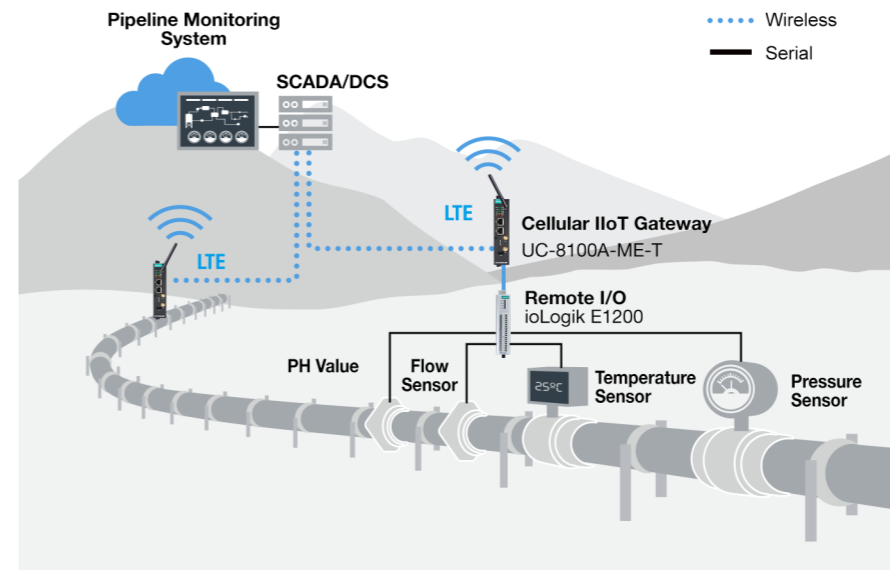 Pipeline Monitoring
System
Wireless
Serial
SCADA/DCS
LTE
LTE
Cellular IIoT Gateway
UC-8100A-ME-T
Remote I/O
ioLogik E1200
PH Value
Flow
Sensor
25°C
Temperature
Sensor
Pressure
Sensor